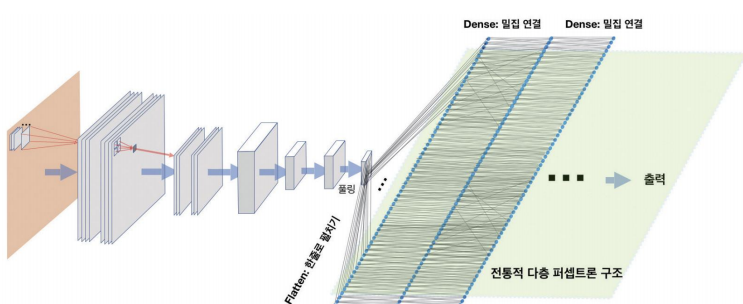 Dense: 밀집 연결
Dense: 밀집 연결
풀링
Flatten: 한줄로 펼치기
출력
전통적 다층 퍼셉트론 구조